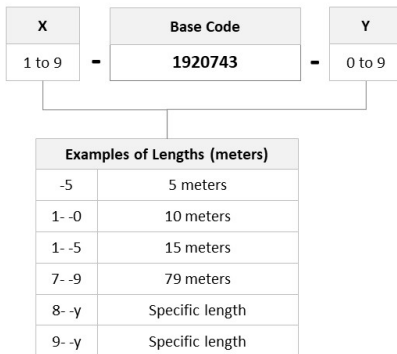 X Base Code Y
1 to 9 - 1920743 - 0 to 9
Examples of Lengths (meters)
-5 5 meters
1- -0 10 meters
1- -5 15 meters
7- -9 79 meters
8- -y Specific length
9- -y Specific length